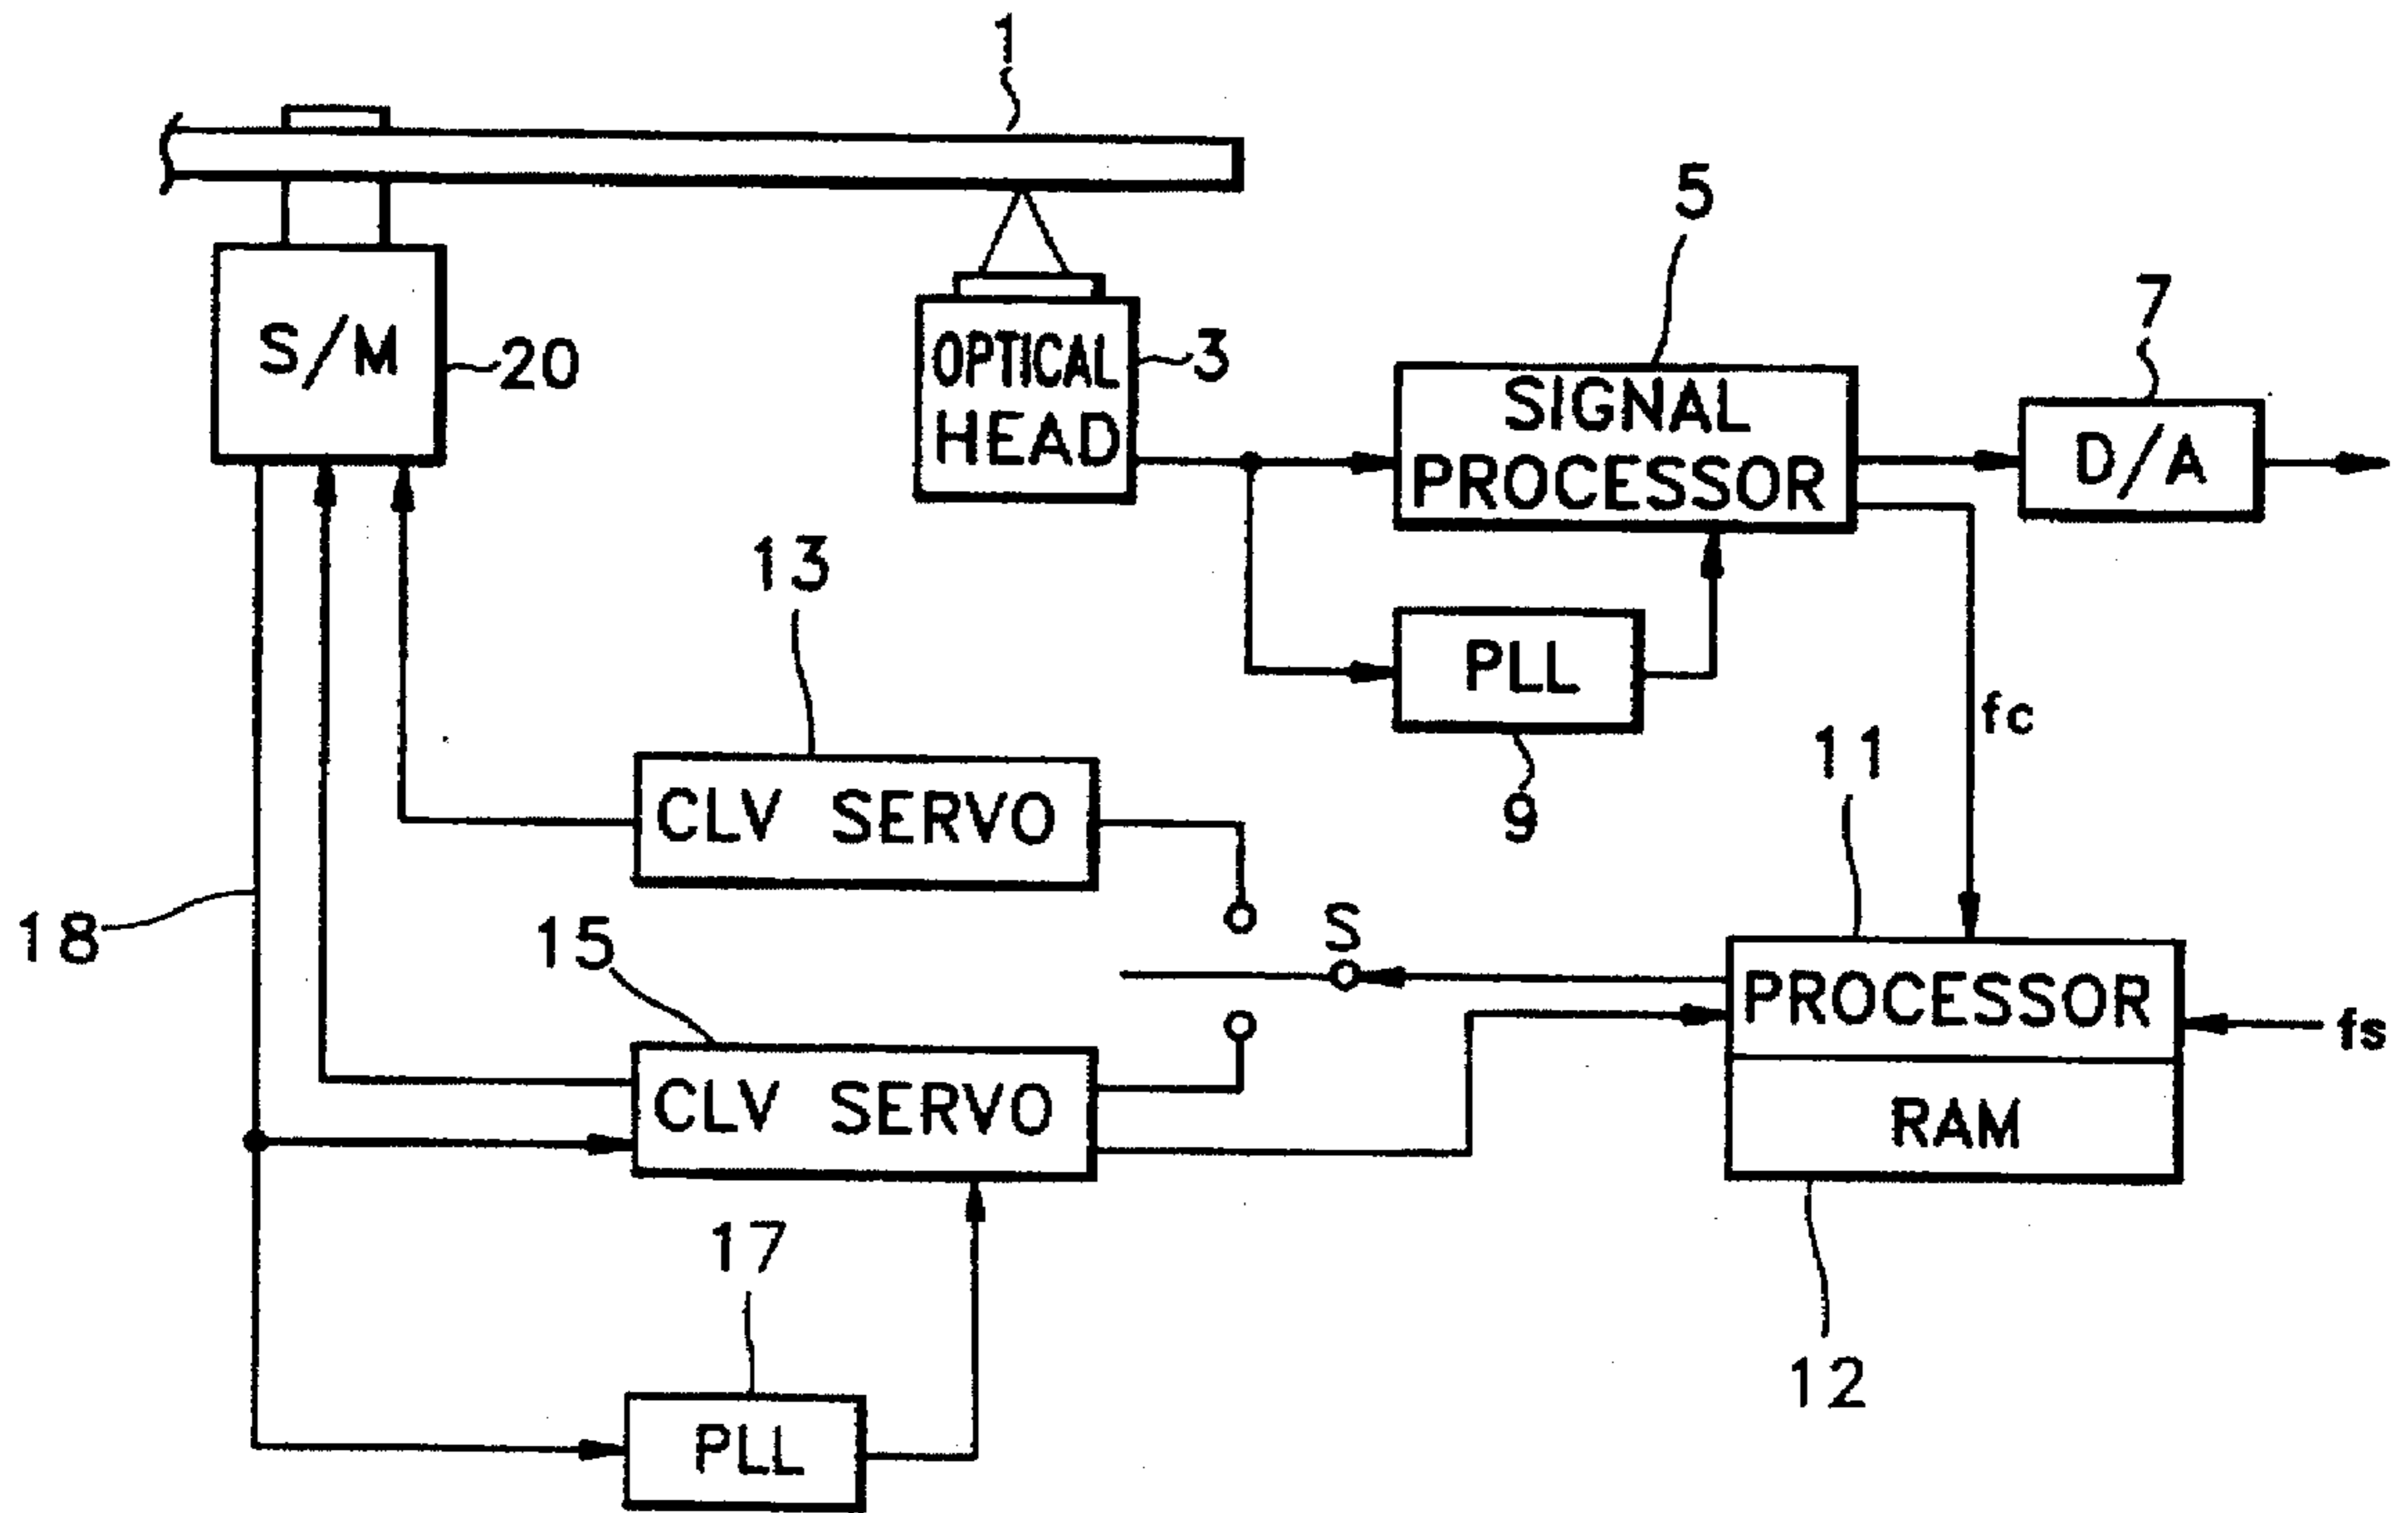 1
5
7
S/M
20
OPTICAL
HEAD
3
SIGNAL
PROCESSOR
D/A
13
PLL
fc
9
11
CLV SERVO
18
15
S
PROCESSOR
fs
CLV SERVO
RAM
17
12
PLL